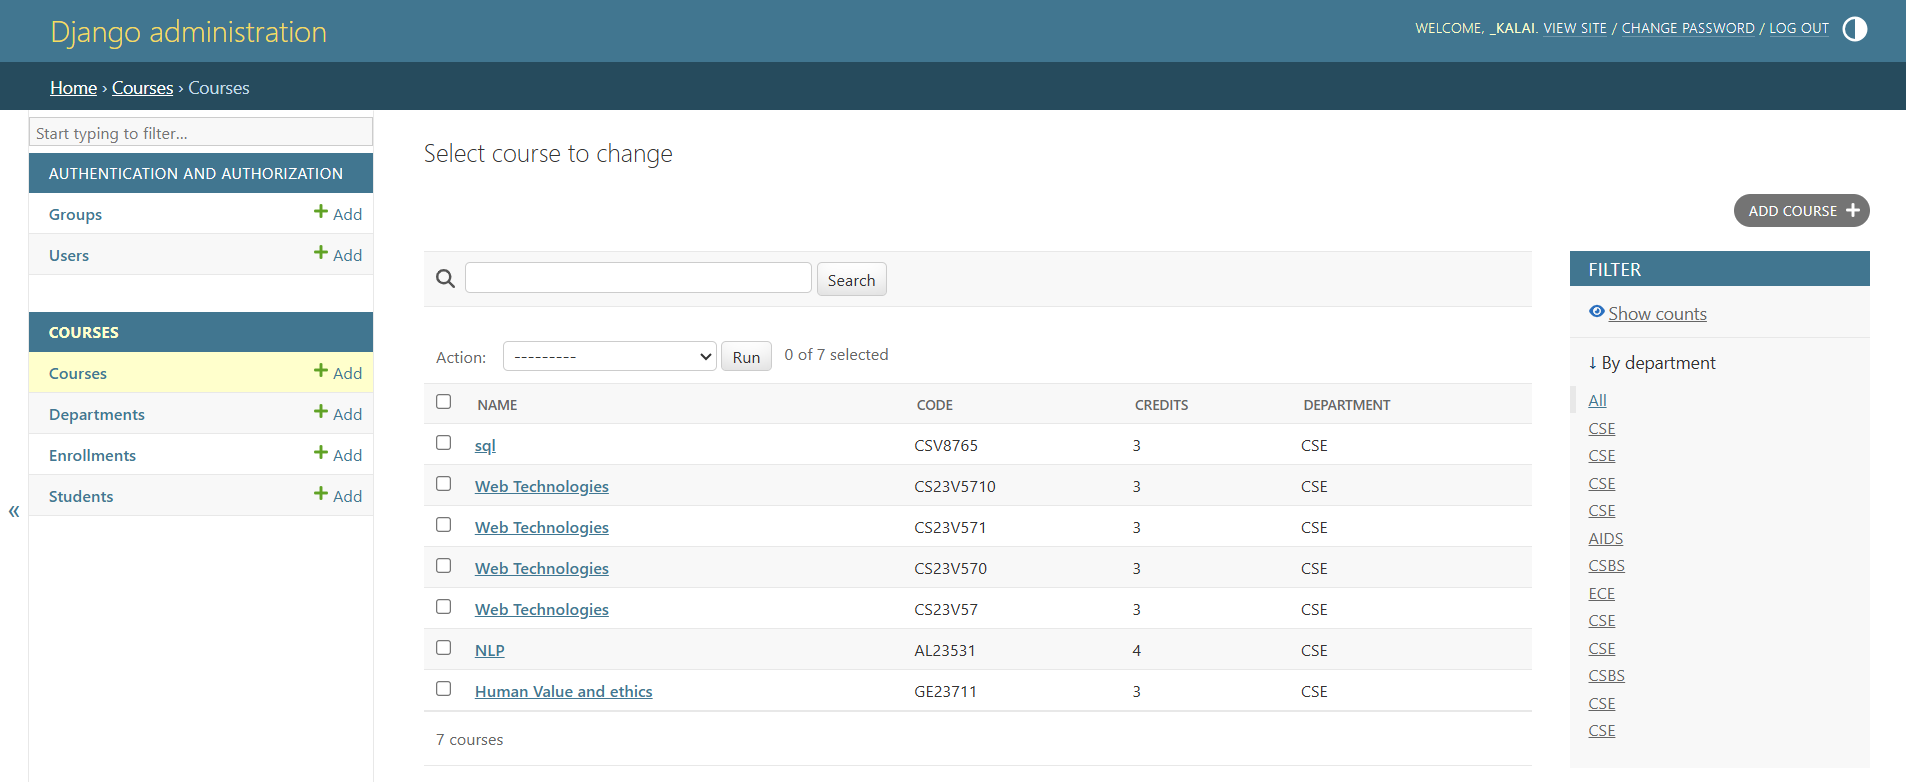 Django administration
WELCOME, _KALAI. VIEW SITE / CHANGE PASSWORD / LOG OUT
Home › Courses › Courses
Start typing to filter...
AUTHENTICATION AND AUTHORIZATION
Groups + Add
Users + Add
COURSES
Courses + Add
Departments + Add
Enrollments + Add
Students + Add
«
Select course to change
ADD COURSE +
Search
Action: --------- Run 0 of 7 selected
NAME CODE CREDITS DEPARTMENT
sql CSV8765 3 CSE
Web Technologies CS23V5710 3 CSE
Web Technologies CS23V571 3 CSE
Web Technologies CS23V570 3 CSE
Web Technologies CS23V57 3 CSE
NLP AL23531 4 CSE
Human Value and ethics GE23711 3 CSE
7 courses
FILTER
Show counts
↓ By department
All
CSE
CSE
CSE
CSE
AIDS
CSBS
ECE
CSE
CSE
CSBS
CSE
CSE